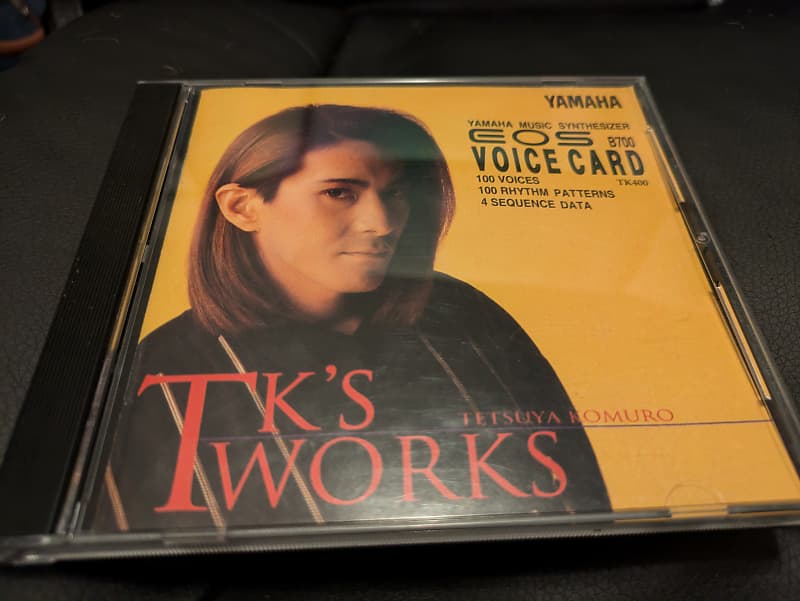 YAMAHA
YAMAHA MUSIC SYNTHESIZER
EOS B700
VOICE CARD
TK400
100 VOICES
100 RHYTHM PATTERNS
4 SEQUENCE DATA
TK'S
TETSUYA KOMURO
WORKS